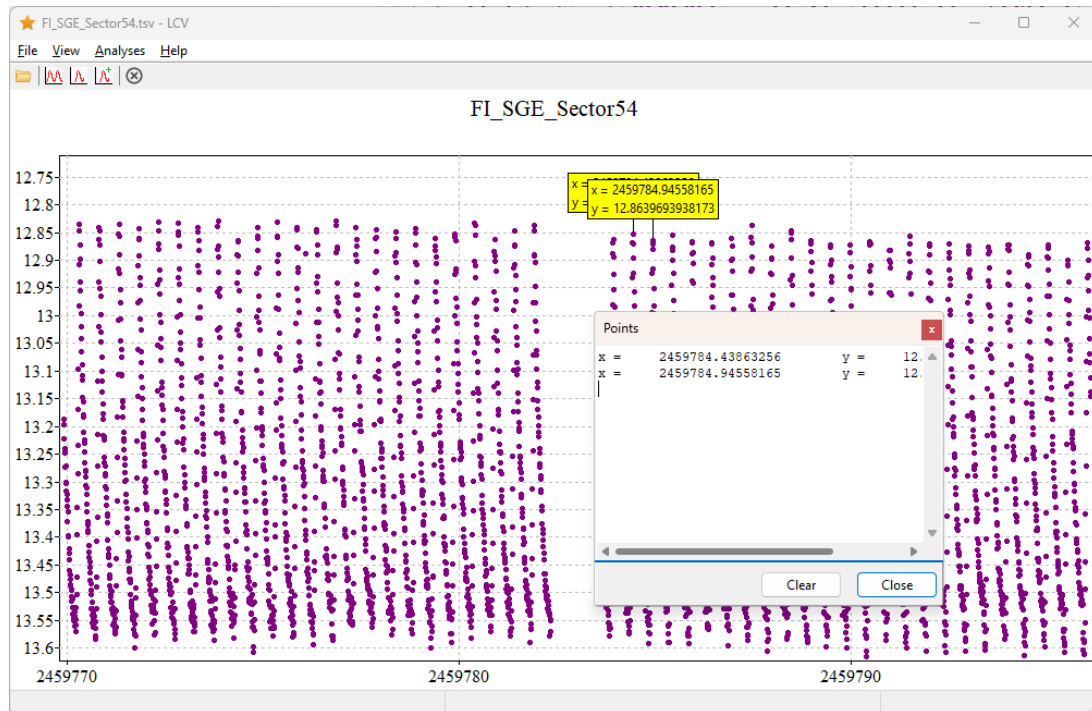 FI_SGE_Sector54.tsv - LCV
File View Analyses Help
FI_SGE_Sector54
12.75
12.8
12.85
12.9
12.95
13
13.05
13.1
13.15
13.2
13.25
13.3
13.35
13.4
13.45
13.5
13.55
13.6
x =
y =
x = 2459784.94558165
y = 12.8639693938173
Points
x
x = 2459784.43863256 y = 12.
x = 2459784.94558165 y = 12.
Clear Close
2459770 2459780 2459790